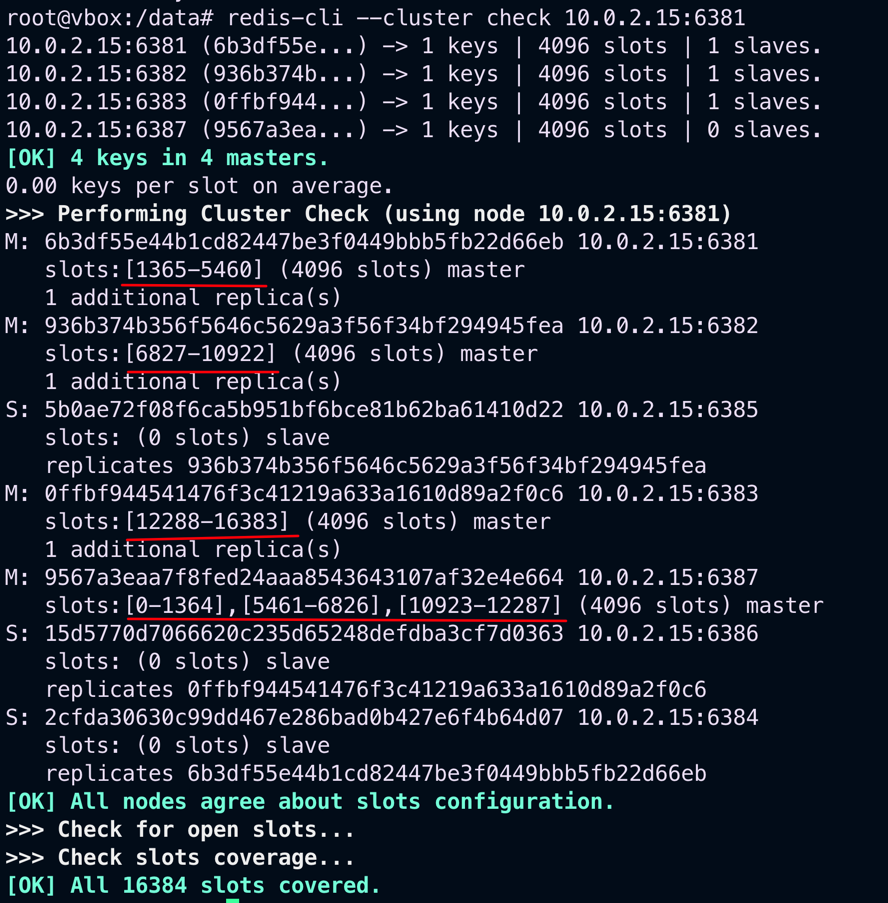 root@vbox:/data# redis-cli --cluster check 10.0.2.15:6381
10.0.2.15:6381 (6b3df55e...) -> 1 keys | 4096 slots | 1 slaves.
10.0.2.15:6382 (936b374b...) -> 1 keys | 4096 slots | 1 slaves.
10.0.2.15:6383 (0ffbf944...) -> 1 keys | 4096 slots | 1 slaves.
10.0.2.15:6387 (9567a3ea...) -> 1 keys | 4096 slots | 0 slaves.
[OK] 4 keys in 4 masters.
0.00 keys per slot on average.
>>> Performing Cluster Check (using node 10.0.2.15:6381)
M: 6b3df55e44b1cd82447be3f0449bbb5fb22d66eb 10.0.2.15:6381
   slots:[1365-5460] (4096 slots) master
   1 additional replica(s)
M: 936b374b356f5646c5629a3f56f34bf294945fea 10.0.2.15:6382
   slots:[6827-10922] (4096 slots) master
   1 additional replica(s)
S: 5b0ae72f08f6ca5b951bf6bce81b62ba61410d22 10.0.2.15:6385
   slots: (0 slots) slave
   replicates 936b374b356f5646c5629a3f56f34bf294945fea
M: 0ffbf944541476f3c41219a633a1610d89a2f0c6 10.0.2.15:6383
   slots:[12288-16383] (4096 slots) master
   1 additional replica(s)
M: 9567a3eaa7f8fed24aaa8543643107af32e4e664 10.0.2.15:6387
   slots:[0-1364],[5461-6826],[10923-12287] (4096 slots) master
S: 15d5770d7066620c235d65248defdba3cf7d0363 10.0.2.15:6386
   slots: (0 slots) slave
   replicates 0ffbf944541476f3c41219a633a1610d89a2f0c6
S: 2cfda30630c99dd467e286bad0b427e6f4b64d07 10.0.2.15:6384
   slots: (0 slots) slave
   replicates 6b3df55e44b1cd82447be3f0449bbb5fb22d66eb
[OK] All nodes agree about slots configuration.
>>> Check for open slots...
>>> Check slots coverage...
[OK] All 16384 slots covered.